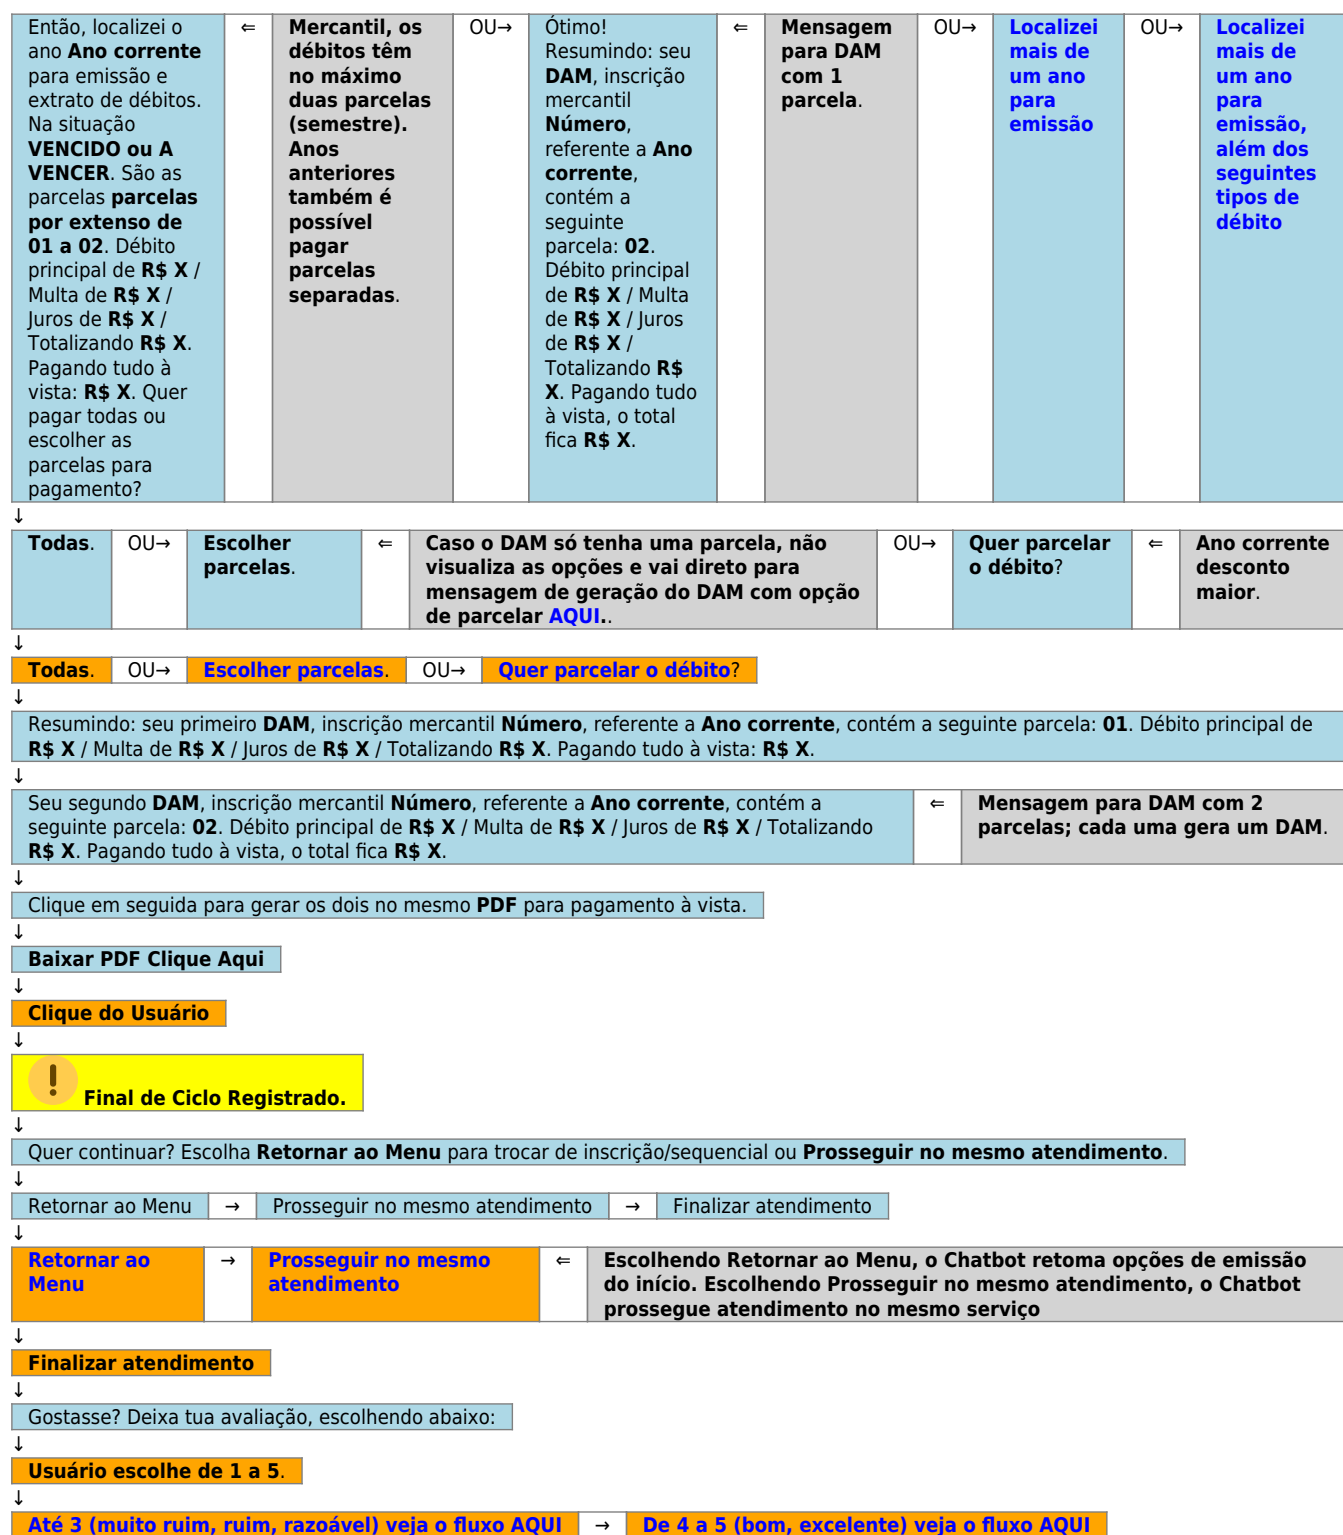 Então, localizei o
ano Ano corrente
para emissão e
extrato de débitos.
Na situação
VENCIDO ou A
VENCER. São as
parcelas parcelas
por extenso de
01 a 02. Débito
principal de R$ X /
Multa de R$ X /
Juros de R$ X /
Totalizando R$ X.
Pagando tudo à
vista: R$ X. Quer
pagar todas ou
escolher as
parcelas para
pagamento?
⇐
Mercantil, os
débitos têm
no máximo
duas parcelas
(semestre).
Anos
anteriores
também é
possível
pagar
parcelas
separadas.
OU→
Ótimo!
Resumindo: seu
DAM, inscrição
mercantil
Número,
referente a Ano
corrente,
contém a
seguinte
parcela: 02.
Débito principal
de R$ X / Multa
de R$ X / Juros
de R$ X /
Totalizando R$
X. Pagando tudo
à vista, o total
fica R$ X.
⇐
Mensagem
para DAM
com 1
parcela.
OU→
Localizei
mais de
um ano
para
emissão
OU→
Localizei
mais de
um ano
para
emissão,
além dos
seguintes
tipos de
débito
↓
Todas.
OU→
Escolher
parcelas.
⇐
Caso o DAM só tenha uma parcela, não
visualiza as opções e vai direto para
mensagem de geração do DAM com opção
de parcelar AQUI..
OU→
Quer parcelar
o débito?
⇐
Ano corrente
desconto
maior.
↓
Todas. OU→ Escolher parcelas. OU→ Quer parcelar o débito?
↓
Resumindo: seu primeiro DAM, inscrição mercantil Número, referente a Ano corrente, contém a seguinte parcela: 01. Débito principal de
R$ X / Multa de R$ X / Juros de R$ X / Totalizando R$ X. Pagando tudo à vista: R$ X.
↓
Seu segundo DAM, inscrição mercantil Número, referente a Ano corrente, contém a
seguinte parcela: 02. Débito principal de R$ X / Multa de R$ X / Juros de R$ X / Totalizando
R$ X. Pagando tudo à vista, o total fica R$ X.
⇐
Mensagem para DAM com 2
parcelas; cada uma gera um DAM.
↓
Clique em seguida para gerar os dois no mesmo PDF para pagamento à vista.
↓
Baixar PDF Clique Aqui
↓
Clique do Usuário
↓
! Final de Ciclo Registrado.
↓
Quer continuar? Escolha Retornar ao Menu para trocar de inscrição/sequencial ou Prosseguir no mesmo atendimento.
↓
Retornar ao Menu → Prosseguir no mesmo atendimento → Finalizar atendimento
↓
Retornar ao
Menu
→
Prosseguir no mesmo
atendimento
⇐
Escolhendo Retornar ao Menu, o Chatbot retoma opções de emissão
do início. Escolhendo Prosseguir no mesmo atendimento, o Chatbot
prossegue atendimento no mesmo serviço
↓
Finalizar atendimento
↓
Gostasse? Deixa tua avaliação, escolhendo abaixo:
↓
Usuário escolhe de 1 a 5.
↓
Até 3 (muito ruim, ruim, razoável) veja o fluxo AQUI → De 4 a 5 (bom, excelente) veja o fluxo AQUI